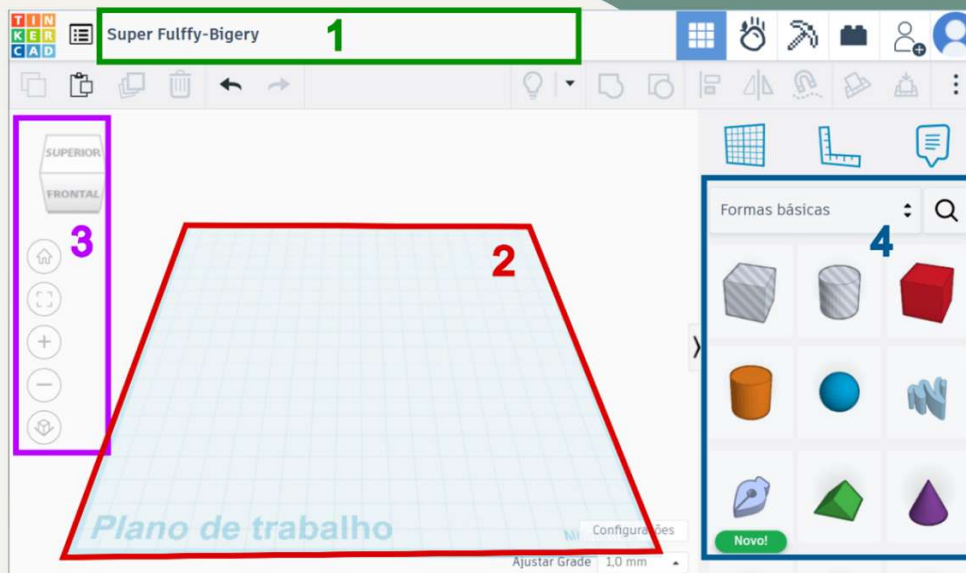 TIN
KER
CAD
Super Fulffy-Bigery
1
SUPERIOR
FRONTAL
3
2
Formas básicas
4
Novo!
Plano de trabalho
Configurações
Ajustar Grade 1,0 mm